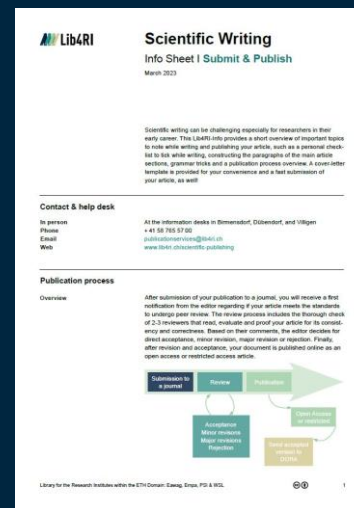 Lib4RI
Scientific Writing
Info Sheet I Submit & Publish
March 2023
Scientific writing can be challenging especially for researchers in their
early career. This Lib4RI-Info provides a short overview of important topics
to note while writing and publishing your article, such as a personal check-
list to tick while writing, constructing the paragraphs of the main article
sections, grammar tricks and a publication process overview. A cover-letter
template is provided for your convenience and a fast submission of
your article, as well!
Contact & help desk
In person
At the information desks in Birmensdorf, Dübendorf, and Villigen
Phone
+ 41 58 765 57 00
Email
publicationservices@lib4ri.ch
Web
www.lib4ri.ch/scientific-publishing
Publication process
Overview
After submission of your publication to a journal, you will receive a first
notification from the editor regarding if your article meets the standards
to undergo peer review. The review process includes the thorough check
of 2-3 reviewers that read, evaluate and proof your article for its consist-
ency and correctness. Based on their comments, the editor decides for
direct acceptance, minor revision, major revision or rejection. Finally,
after revision and acceptance, your document is published online as an
open access or restricted access article.
Submission to
a journal
Review
Publication
Acceptance
Minor revisions
Major revisions
Rejection
Open Access
or restricted
Send accepted
version to
DORA
Library for the Research Institutes within the ETH Domain: Eawag, Empa, PSI & WSL
1